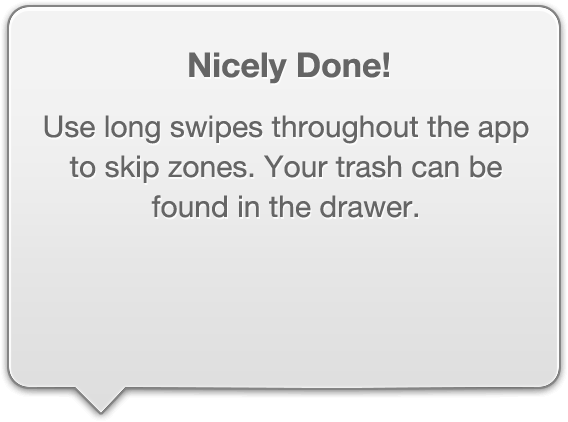 Nicely Done!
Use long swipes throughout the app
to skip zones. Your trash can be
found in the drawer.